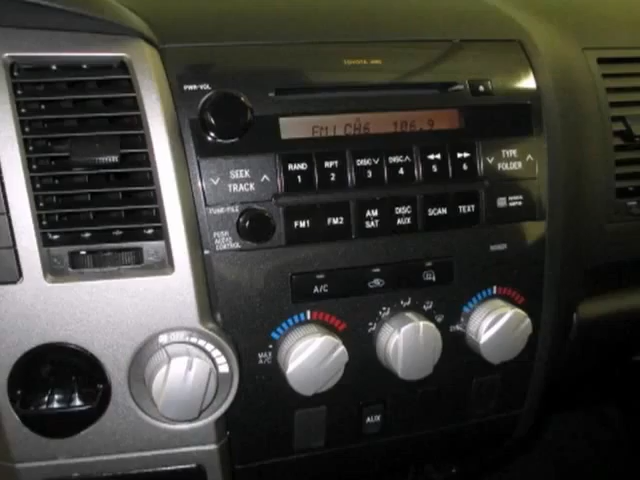 PWR·VOL
FM1 CH6 106.9
SEEK
TRACK
RAND
1
RPT
2
DISC
3
DISC
4
5
6
TYPE
FOLDER
TUNE·FILE
PUSH
AUDIO
CONTROL
FM1
FM2
AM
SAT
DISC
AUX
SCAN
TEXT
A/C
OFF
MAX
A/C
AUX